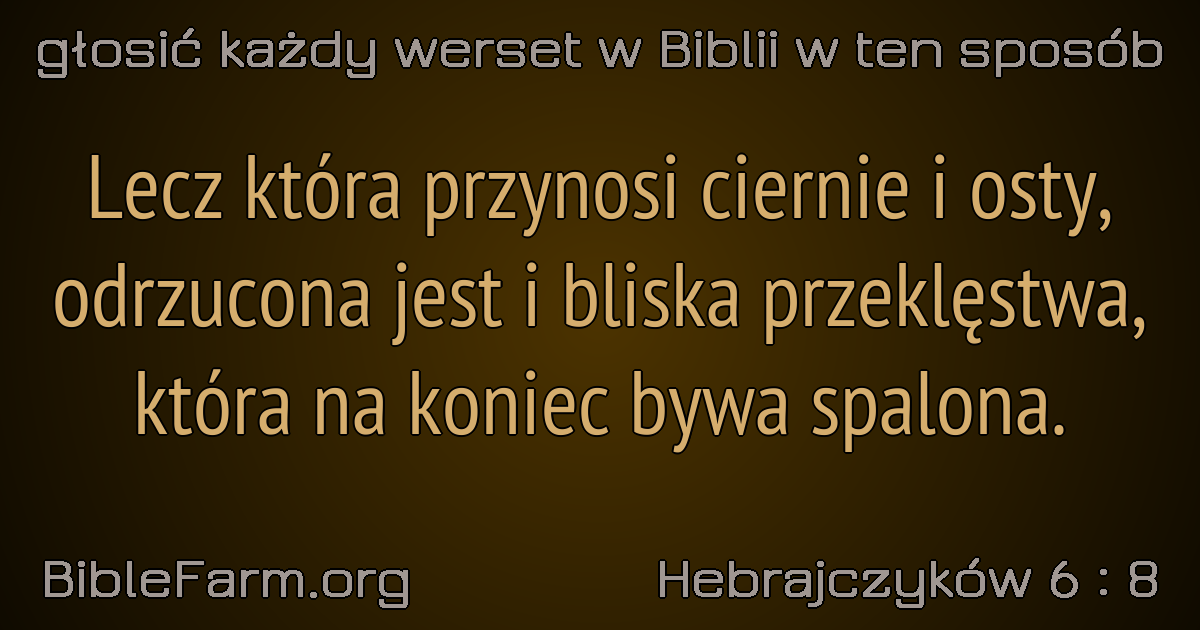 głosić każdy werset w Biblii w ten sposób
Lecz która przynosi ciernie i osty,
odrzucona jest i bliska przeklęstwa,
która na koniec bywa spalona.
BibleFarm.org
Hebrajczyków 6 : 8